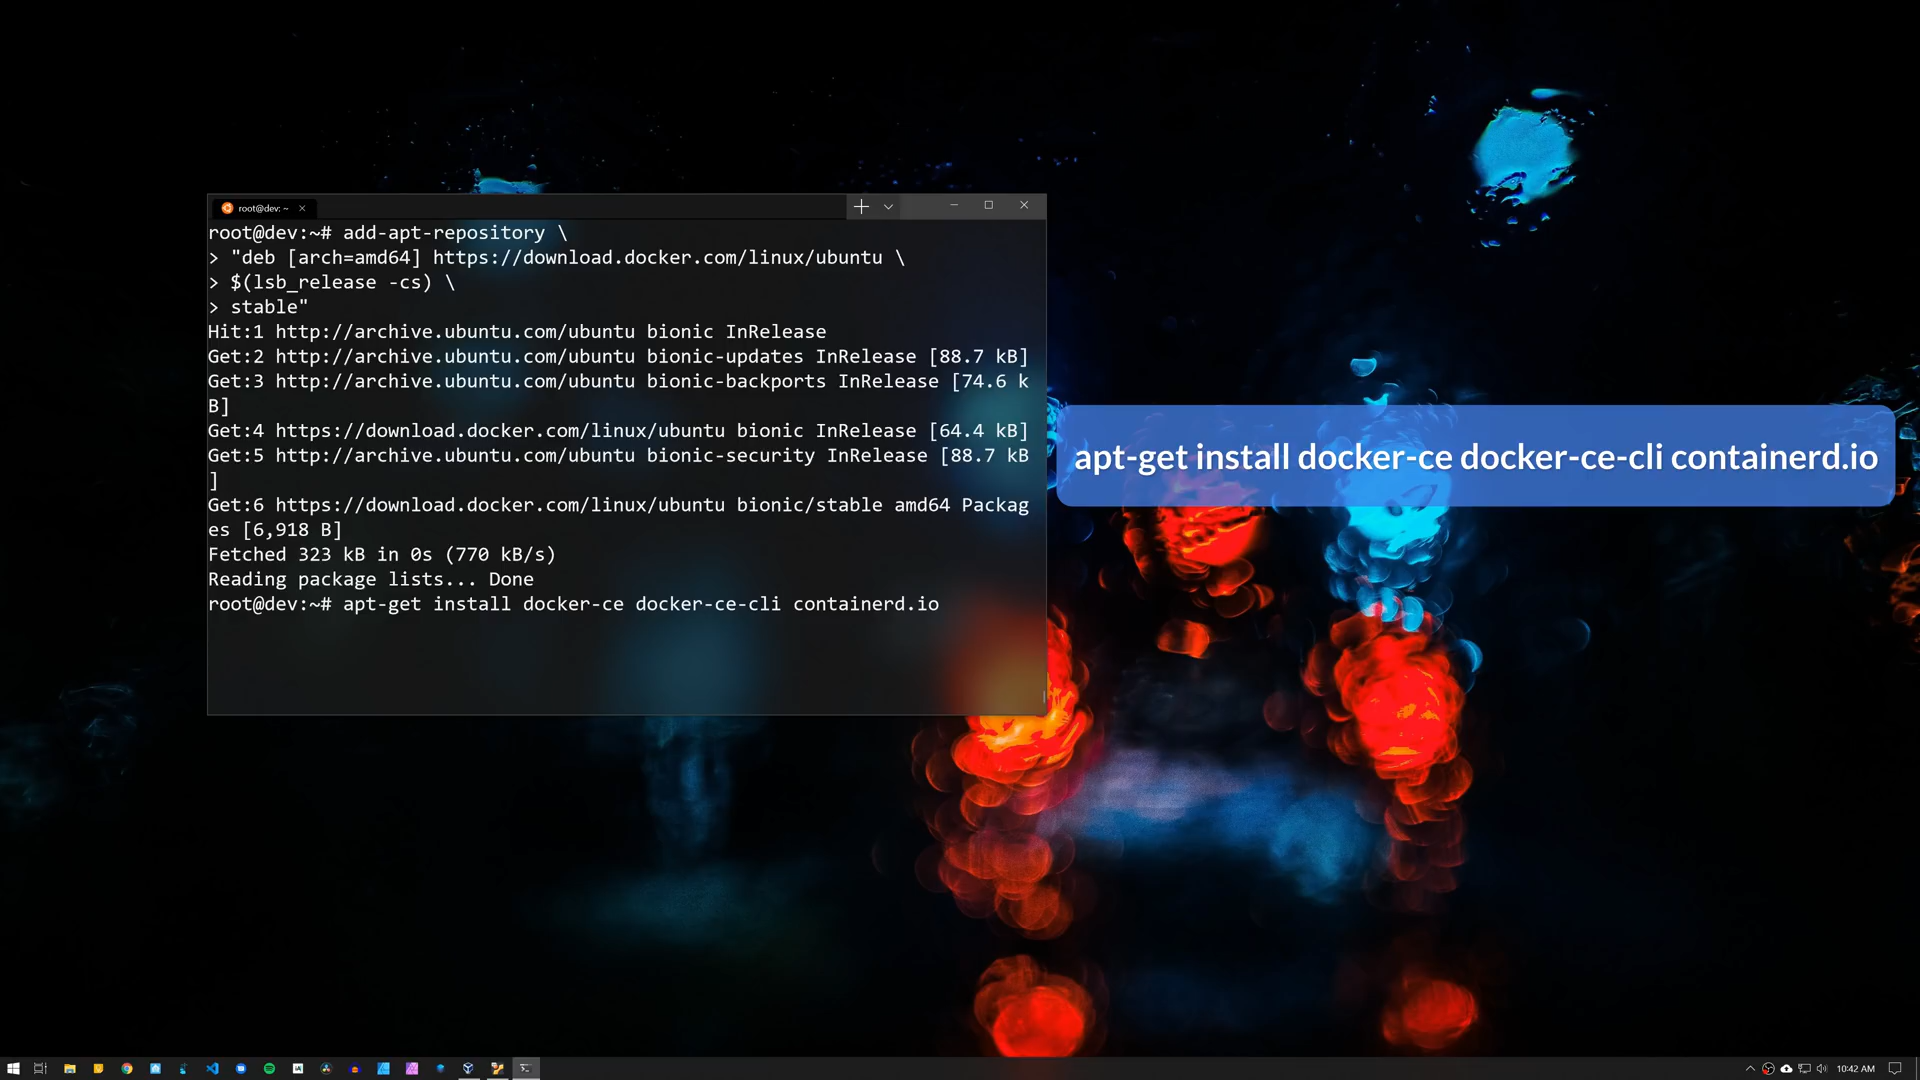 root@dev: ~
root@dev:~# add-apt-repository \
> "deb [arch=amd64] https://download.docker.com/linux/ubuntu \
> $(lsb_release -cs) \
> stable"
Hit:1 http://archive.ubuntu.com/ubuntu bionic InRelease
Get:2 http://archive.ubuntu.com/ubuntu bionic-updates InRelease [88.7 kB]
Get:3 http://archive.ubuntu.com/ubuntu bionic-backports InRelease [74.6 k
B]
Get:4 https://download.docker.com/linux/ubuntu bionic InRelease [64.4 kB]
Get:5 http://archive.ubuntu.com/ubuntu bionic-security InRelease [88.7 kB
]
Get:6 https://download.docker.com/linux/ubuntu bionic/stable amd64 Packag
es [6,918 B]
Fetched 323 kB in 0s (770 kB/s)
Reading package lists... Done
root@dev:~# apt-get install docker-ce docker-ce-cli containerd.io
apt-get install docker-ce docker-ce-cli containerd.io
10:42 AM